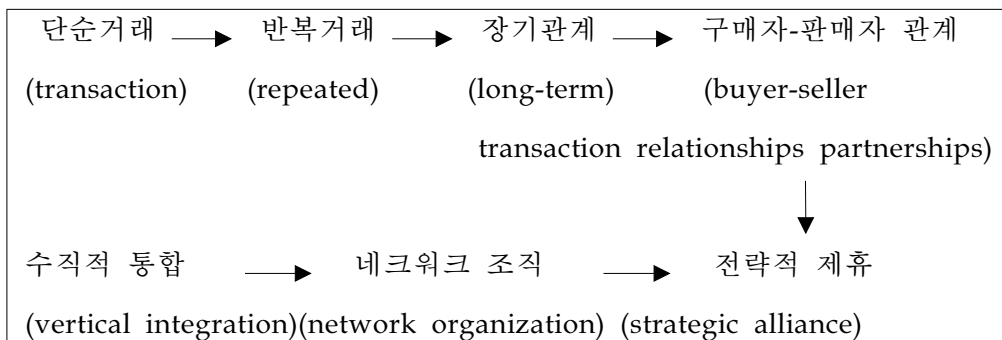 단순거래 반복거래 장기관계 구매자-판매자 관계
(transaction) (repeated) (long-term) (buyer-seller
transaction relationships partnerships)
수직적 통합 네크워크 조직 전략적 제휴
(vertical integration)(network organization) (strategic alliance)